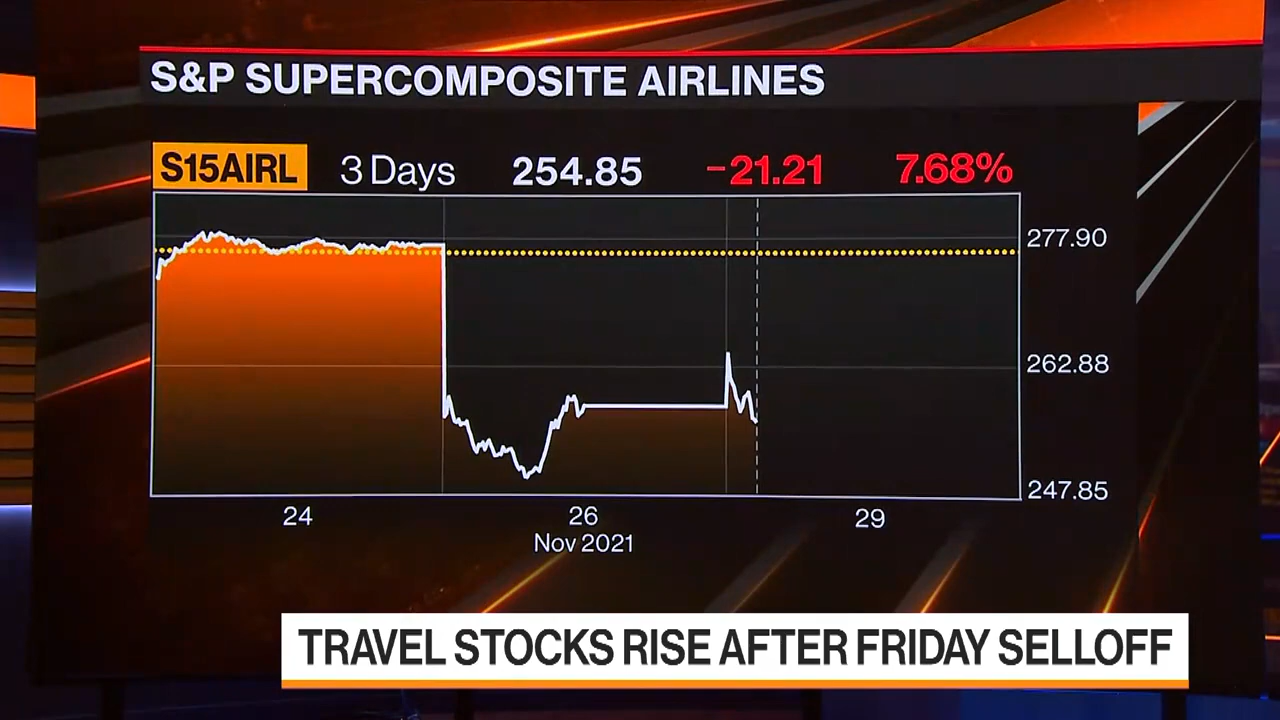 S&P SUPERCOMPOSITE AIRLINES
S15AIRL 3 Days 254.85 -21.21 7.68%
277.90
262.88
247.85
24 26 29
Nov 2021
TRAVEL STOCKS RISE AFTER FRIDAY SELLOFF